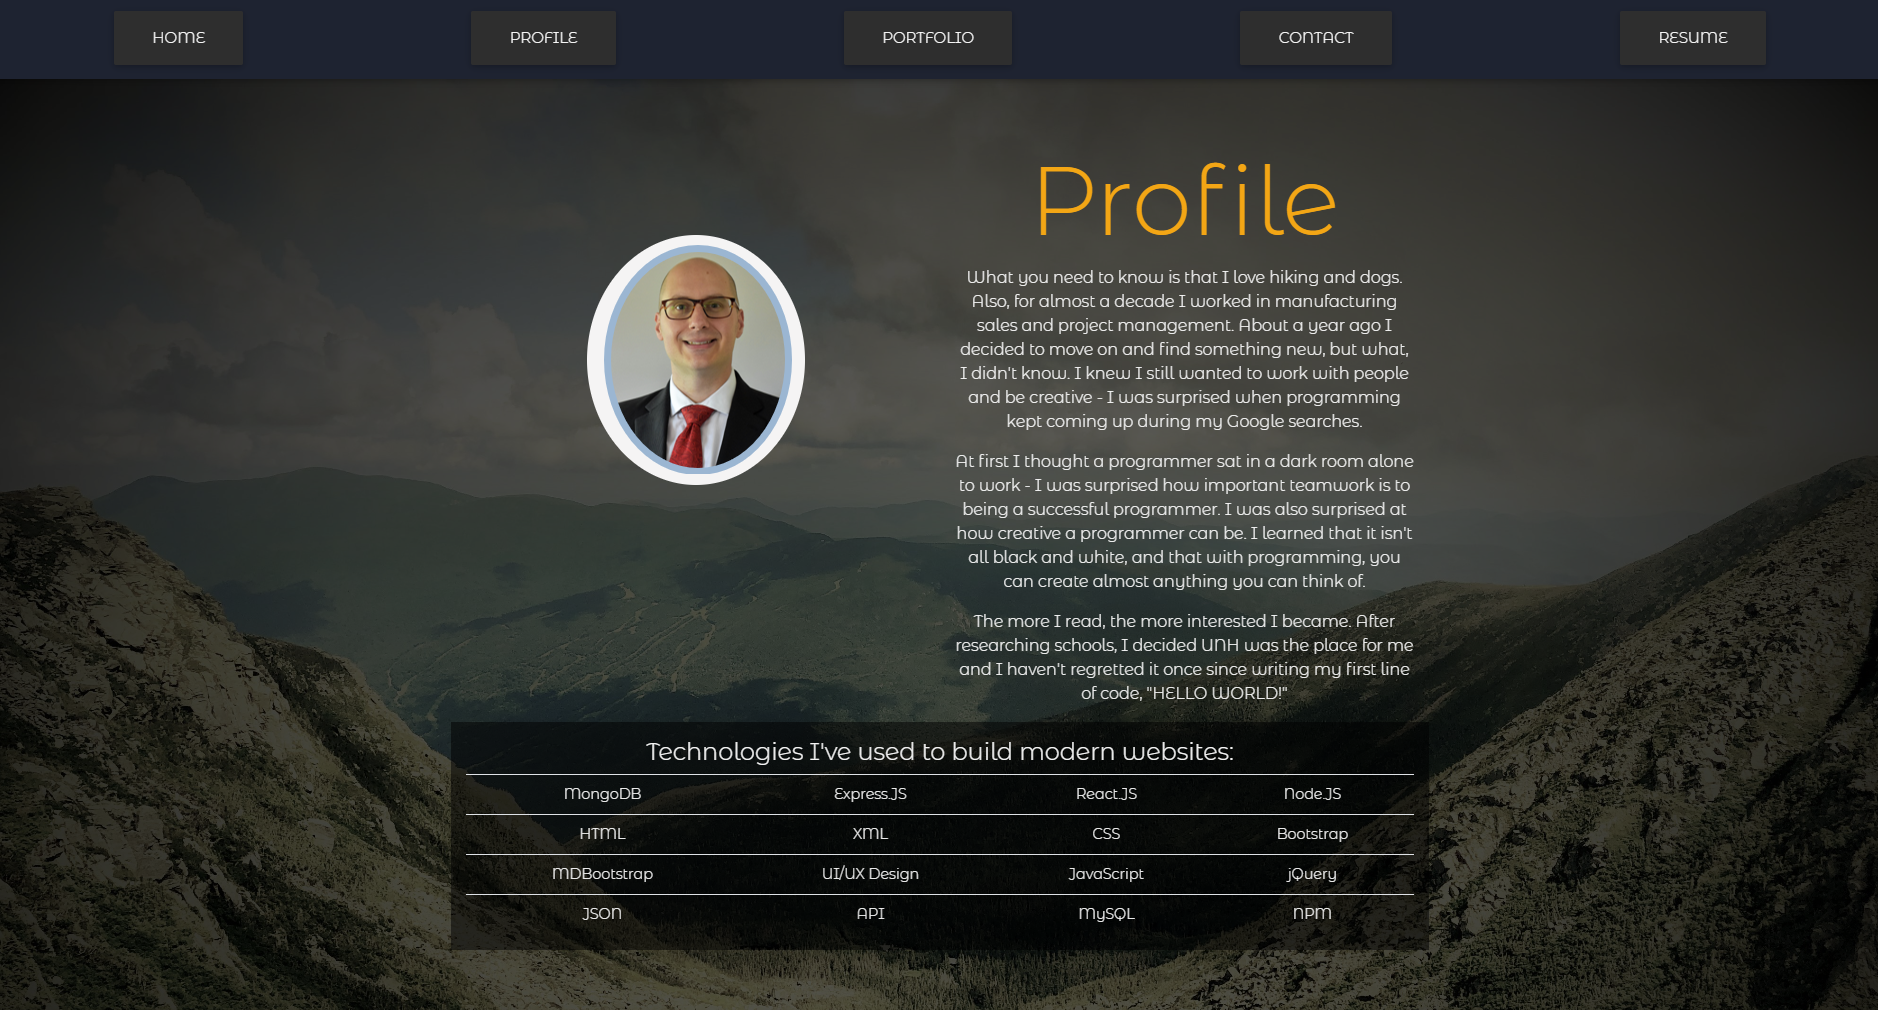 HOME PROFILE PORTFOLIO CONTACT RESUME
Profile
What you need to know is that I love hiking and dogs.
Also, for almost a decade I worked in manufacturing
sales and project management. About a year ago I
decided to move on and find something new, but what,
I didn't know. I knew I still wanted to work with people
and be creative - I was surprised when programming
kept coming up during my Google searches.
At first I thought a programmer sat in a dark room alone
to work - I was surprised how important teamwork is to
being a successful programmer. I was also surprised at
how creative a programmer can be. I learned that it isn't
all black and white, and that with programming, you
can create almost anything you can think of.
The more I read, the more interested I became. After
researching schools, I decided UNH was the place for me
and I haven't regretted it once since writing my first line
of code, "HELLO WORLD!"
Technologies I've used to build modern websites:
MongoDB Express.JS React.JS Node.JS
HTML XML CSS Bootstrap
MDBootstrap UI/UX Design JavaScript jQuery
JSON API MySQL NPM